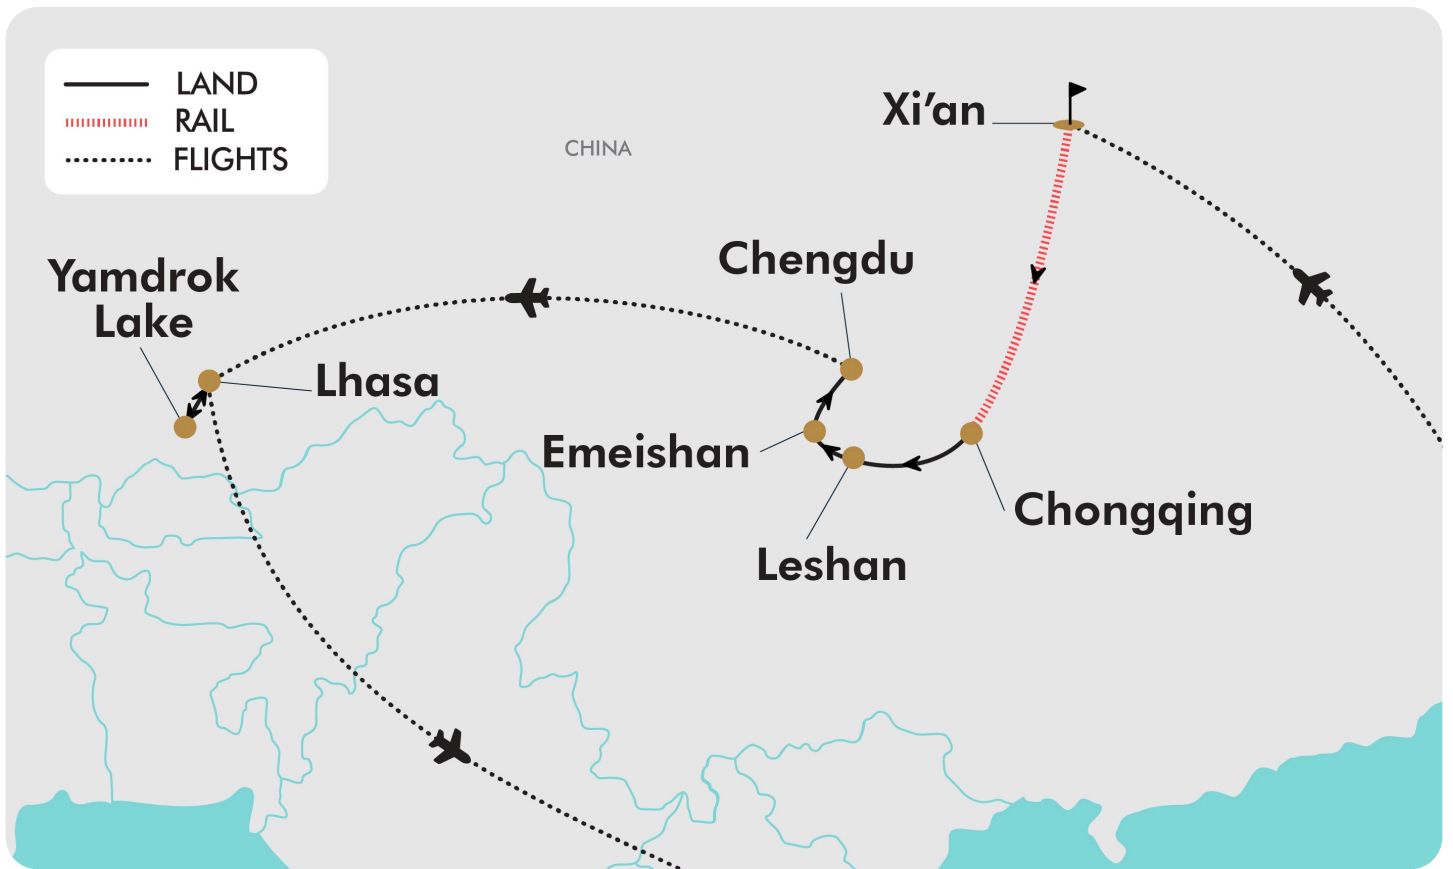 LAND
RAIL
FLIGHTS
CHINA
Xi’an
Chengdu
Yamdrok
Lake
Lhasa
Emeishan
Chongqing
Leshan